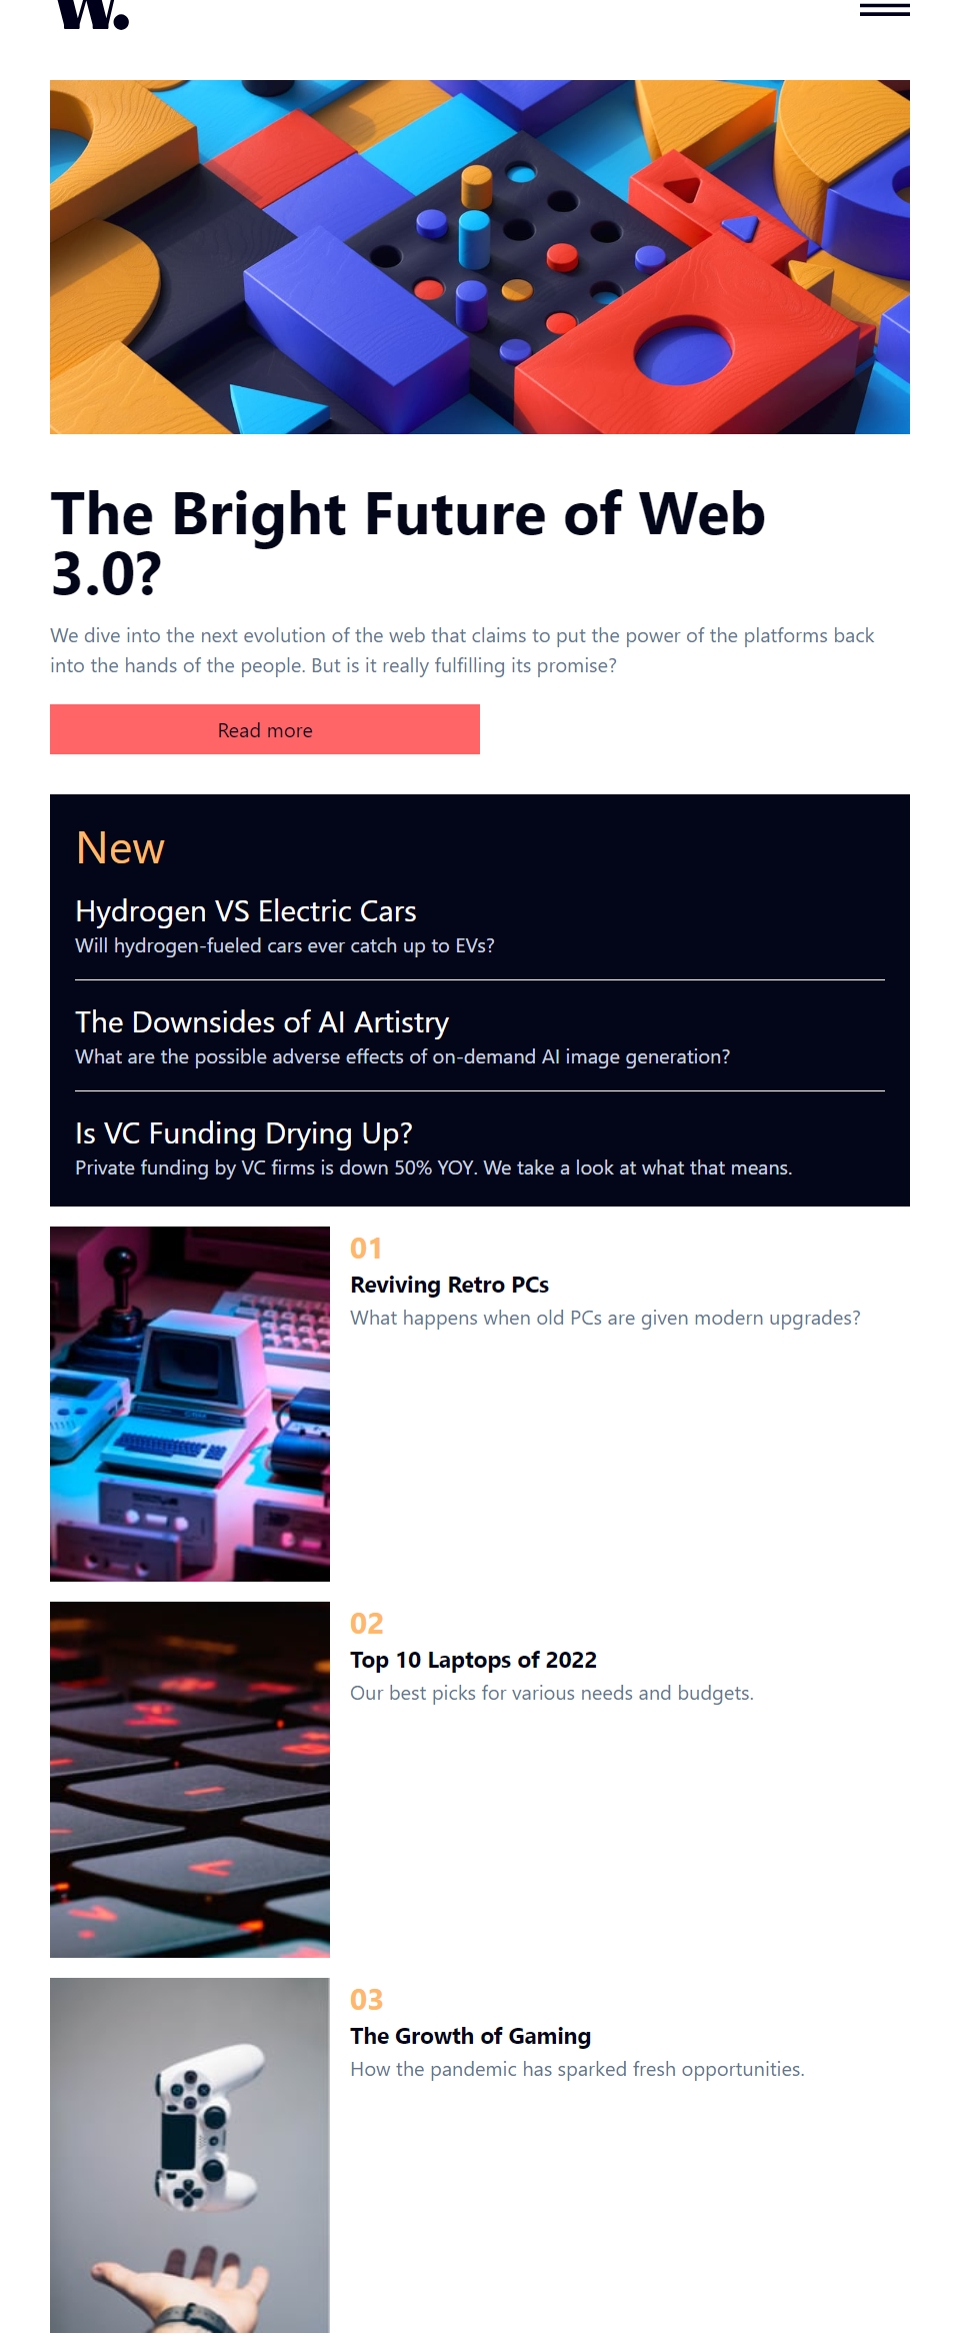 W.
The Bright Future of Web
3.0?
We dive into the next evolution of the web that claims to put the power of the platforms back
into the hands of the people. But is it really fulfilling its promise?
Read more
New
Hydrogen VS Electric Cars
Will hydrogen-fueled cars ever catch up to EVs?
The Downsides of AI Artistry
What are the possible adverse effects of on-demand AI image generation?
Is VC Funding Drying Up?
Private funding by VC firms is down 50% YOY. We take a look at what that means.
01
Reviving Retro PCs
What happens when old PCs are given modern upgrades?
02
Top 10 Laptops of 2022
Our best picks for various needs and budgets.
03
The Growth of Gaming
How the pandemic has sparked fresh opportunities.